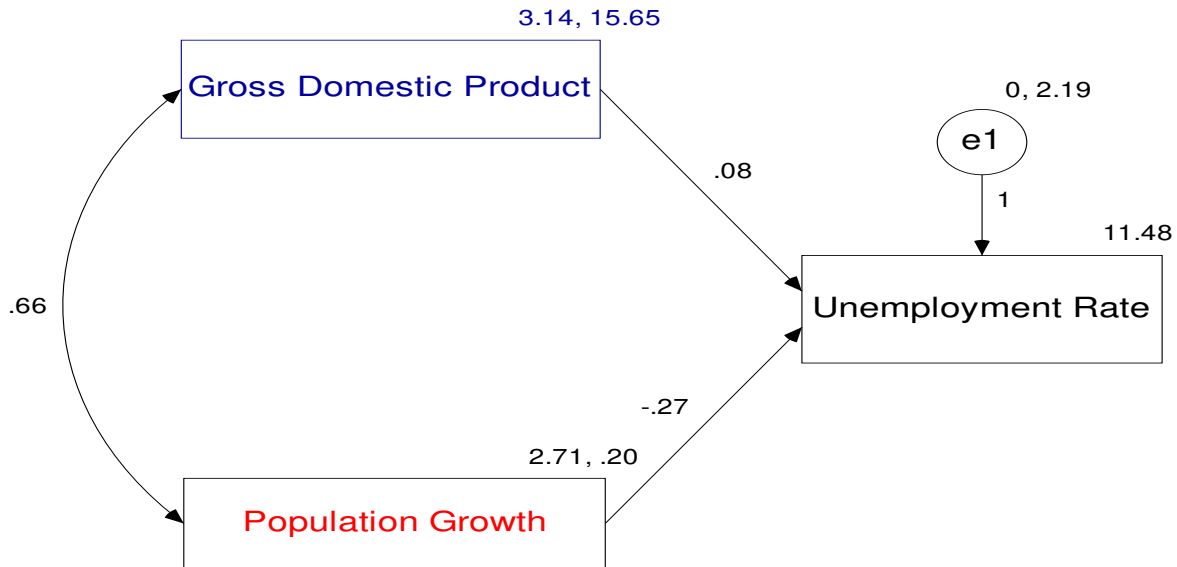 3.14, 15.65
Gross Domestic Product
0, 2.19
e1
.08
1
11.48
.66
Unemployment Rate
-.27
2.71, .20
Population Growth